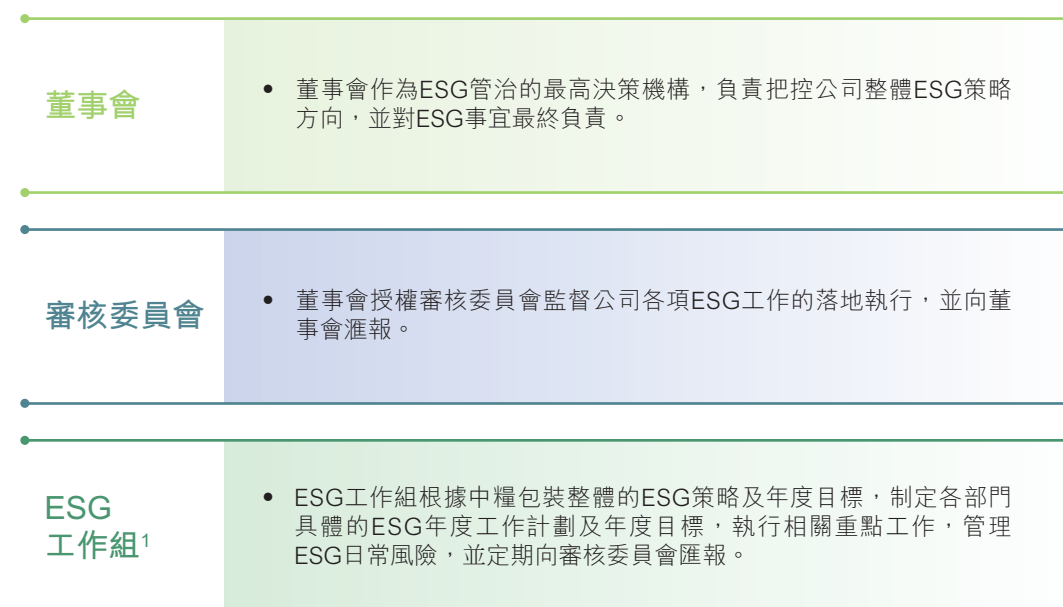 董事會
• 董事會作為ESG管治的最高決策機構，負責把控公司整體ESG策略
方向，並對ESG事宜最終負責。
審核委員會
• 董事會授權審核委員會監督公司各項ESG工作的落地執行，並向董
事會滙報。
ESG
工作組1
• ESG工作組根據中糧包裝整體的ESG策略及年度目標，制定各部門
具體的ESG年度工作計劃及年度目標，執行相關重點工作，管理
ESG日常風險，並定期向審核委員會匯報。